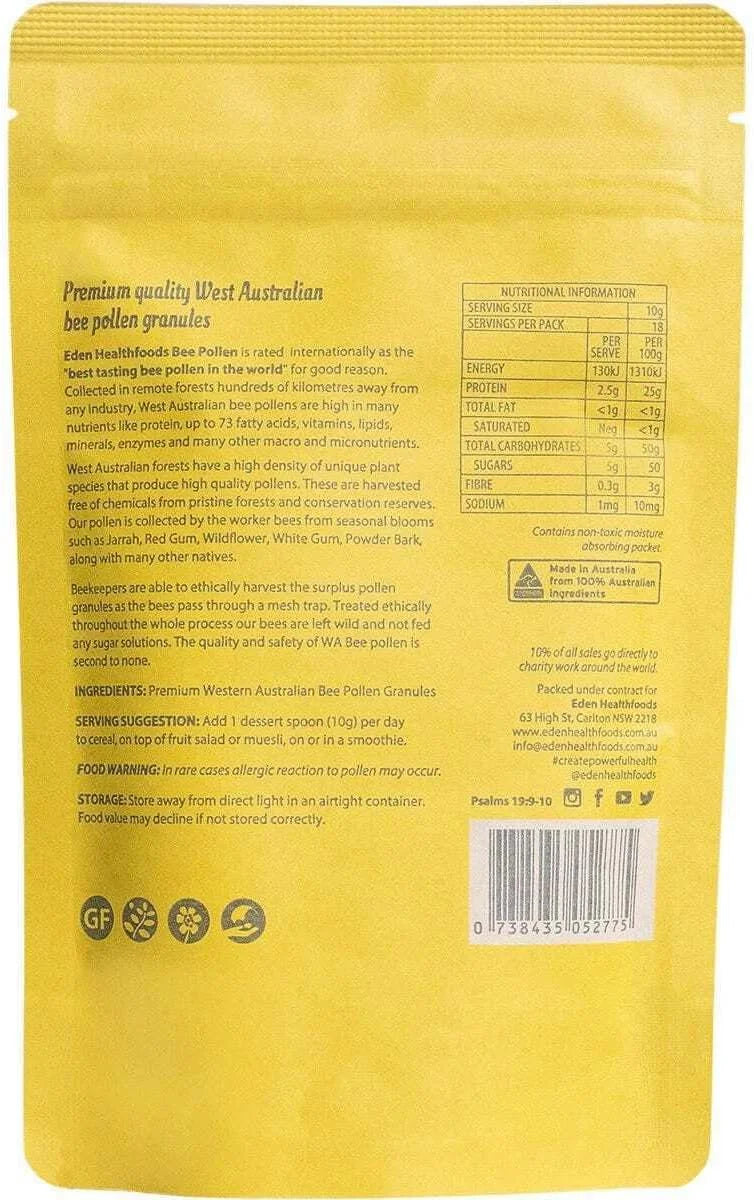 Premium quality West Australian
bee pollen granules
Eden Healthfoods Bee Pollen is rated internationally as the
"best tasting bee pollen in the world" for good reason.
Collected in remote forests hundreds of kilometres away from
any Industry, West Australian bee pollens are high in many
nutrients like protein, up to 73 fatty acids, vitamins, lipids,
minerals, enzymes and many other macro and micronutrients.
West Australian forests have a high density of unique plant
species that produce high quality pollens. These are harvested
free of chemicals from pristine forests and conservation reserves.
Our pollen is collected by the worker bees from seasonal blooms
such as Jarrah, Red Gum, Wildflower, White Gum, Powder Bark,
along with many other natives.
Beekeepers are able to ethically harvest the surplus pollen
granules as the bees pass through a mesh trap. Treated ethically
throughout the whole process our bees are left wild and not fed
any sugar solutions. The quality and safety of WA Bee pollen is
second to none.
INGREDIENTS: Premium Western Australian Bee Pollen Granules
SERVING SUGGESTION: Add 1 dessert spoon (10g) per day
to cereal, on top of fruit salad or muesli, on or in a smoothie.
FOOD WARNING: In rare cases allergic reaction to pollen may occur.
STORAGE: Store away from direct light in an airtight container.
Food value may decline if not stored correctly.
GF
NUTRITIONAL INFORMATION
SERVING SIZE 10g
SERVINGS PER PACK 18
PER SERVE PER 100g
ENERGY 130kJ 1310kJ
PROTEIN 2.5g 25g
TOTAL FAT <1g <1g
SATURATED Neg <1g
TOTAL CARBOHYDRATES 5g 50g
SUGARS 5g 50
FIBRE 0.3g 3g
SODIUM 1mg 10mg
Contains non-toxic moisture
absorbing packet.
Made in Australia
from 100% Australian
ingredients
10% of all sales go directly to
charity work around the world.
Packed under contract for
Eden Healthfoods
63 High St, Carlton NSW 2218
www.edenhealthfoods.com.au
info@edenhealthfoods.com.au
#createpowerfulhealth
@edenhealthfoods
Psalms 19:9-10
0 738435 052775